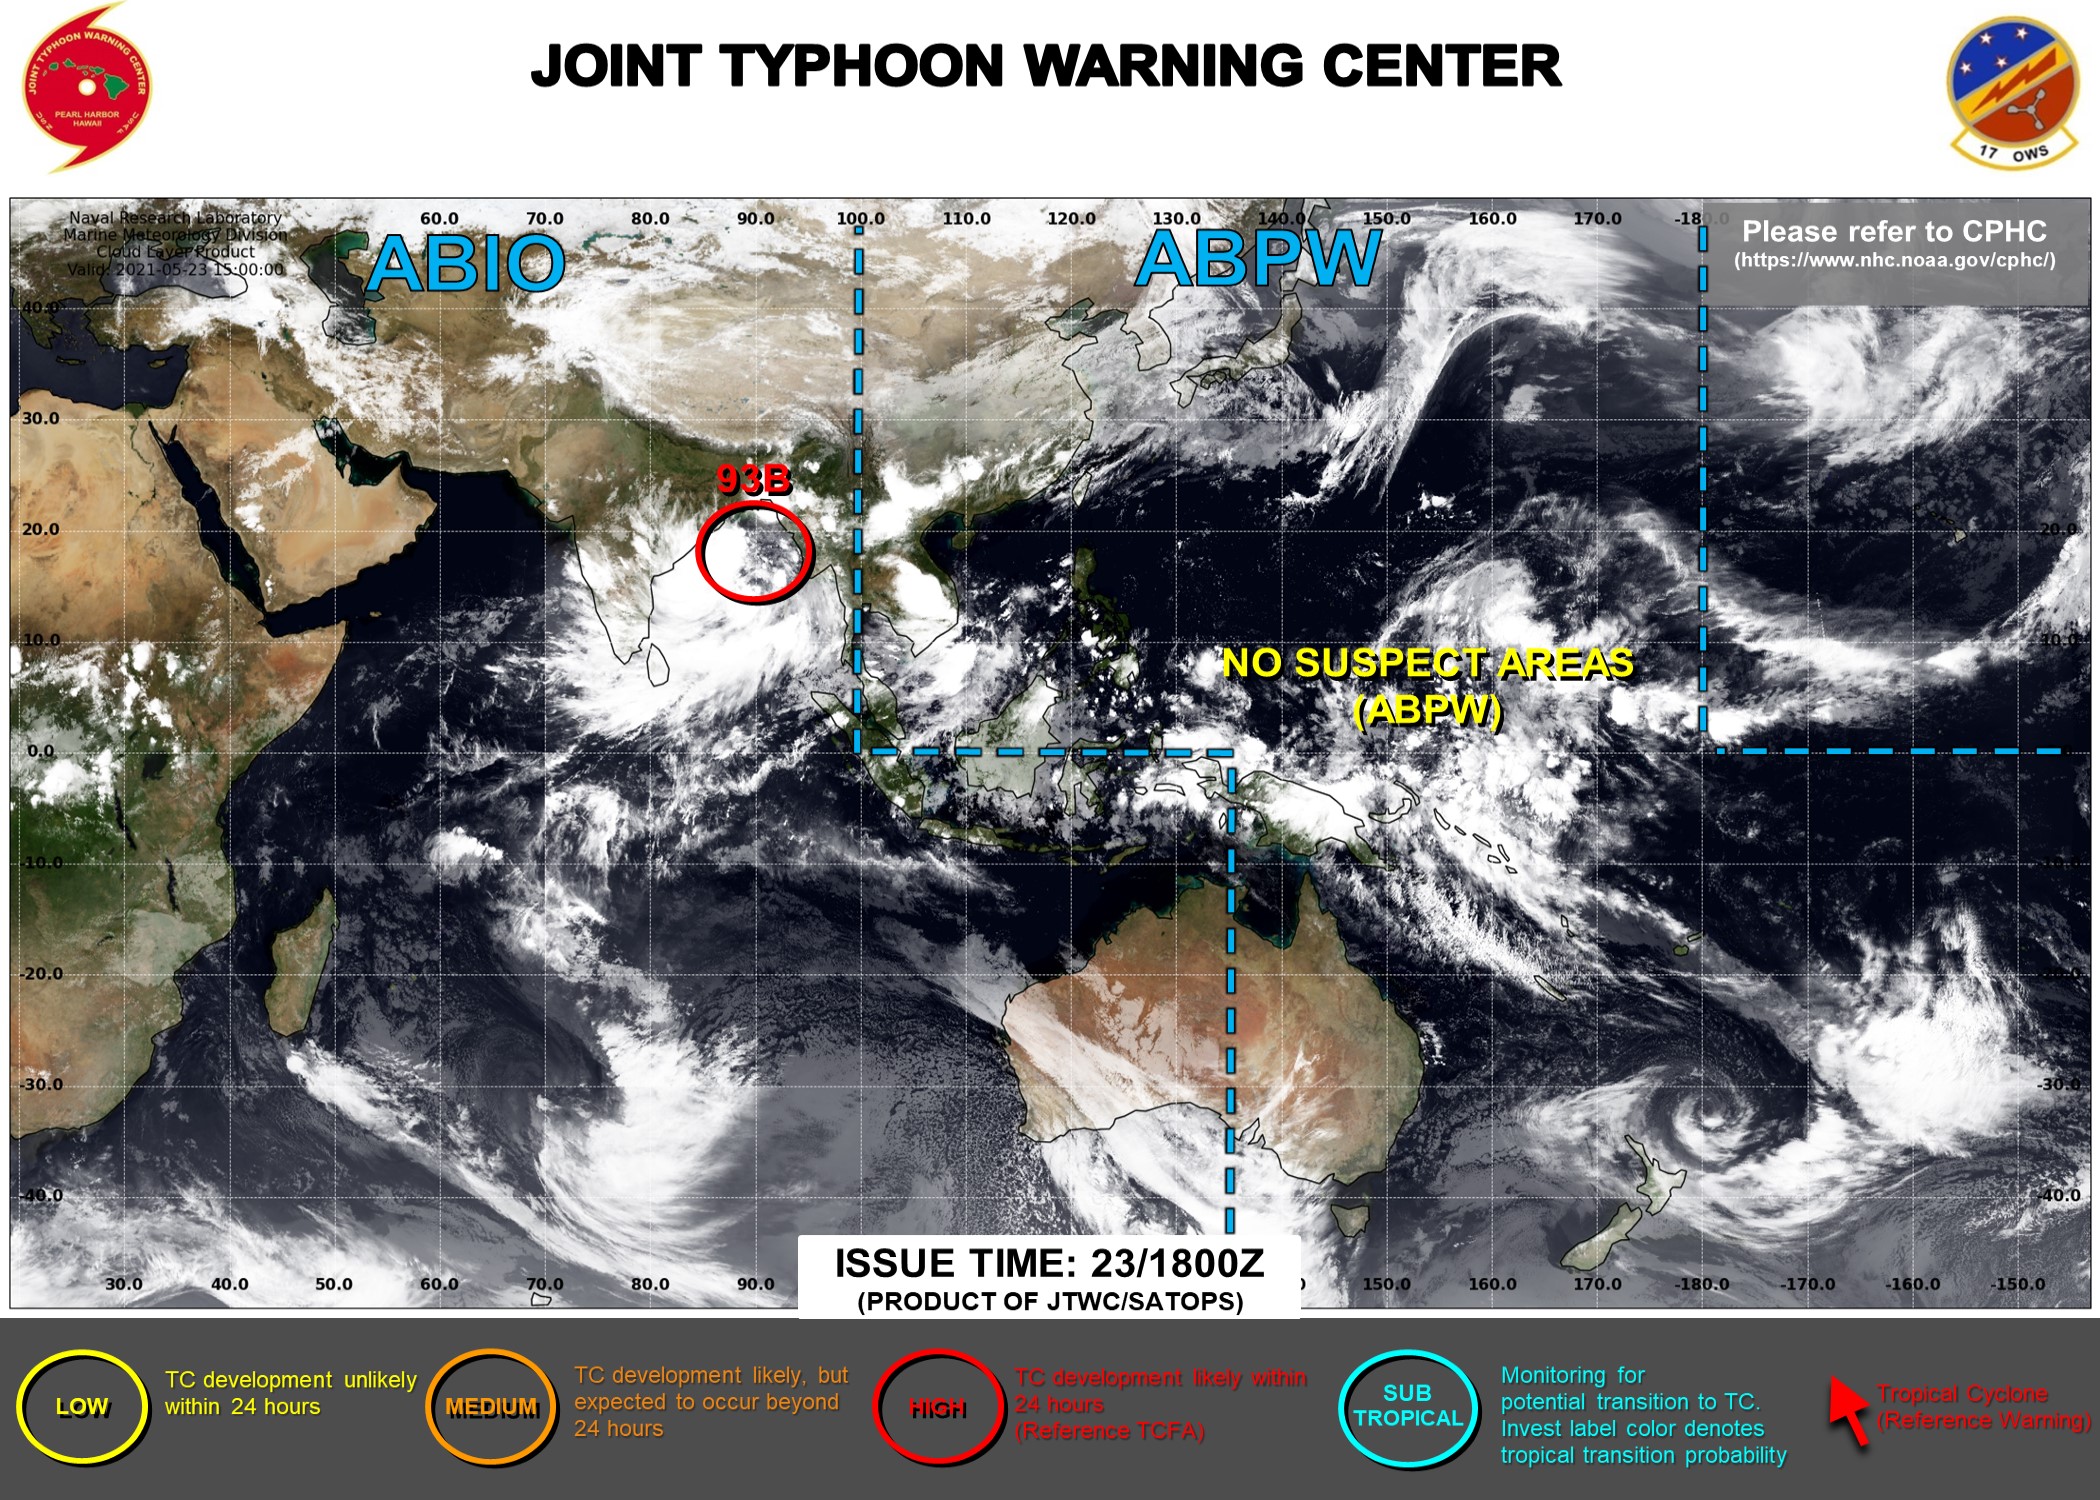 JOINT TYPHOON WARNING CENTER
JOINT TYPHOON WARNING CENTER
PEARL HARBOR
HAWAII
17 OWS
Naval Research Laboratory
Marine Meteorology Division
Cloud Layer Product
Valid: 2021-05-23 15:00:00
60.0 70.0 80.0 90.0 100.0 110.0 120.0 130.0 140.0 150.0 160.0 170.0 -180.0
Please refer to CPHC
(https://www.nhc.noaa.gov/cphc/)
ABIO
ABPW
40.0
30.0
93B
20.0 20.0
10.0 10.0
NO SUSPECT AREAS
(ABPW)
0.0
-10.0 -10.0
-20.0 -20.0
-30.0 -30.0
-40.0 -40.0
30.0 40.0 50.0 60.0 70.0 80.0 90.0 150.0 160.0 170.0 -180.0 -170.0 -160.0 -150.0
ISSUE TIME: 23/1800Z
(PRODUCT OF JTWC/SATOPS)
LOW
TC development unlikely
within 24 hours
MEDIUM
TC development likely, but
expected to occur beyond
24 hours
HIGH
TC development likely within
24 hours
(Reference TCFA)
SUB
TROPICAL
Monitoring for
potential transition to TC.
Invest label color denotes
tropical transition probability
Tropical Cyclone
(Reference Warning)